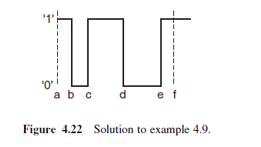 '1'
'0'
a b c d e f
Figure 4.22 Solution to example 4.9.